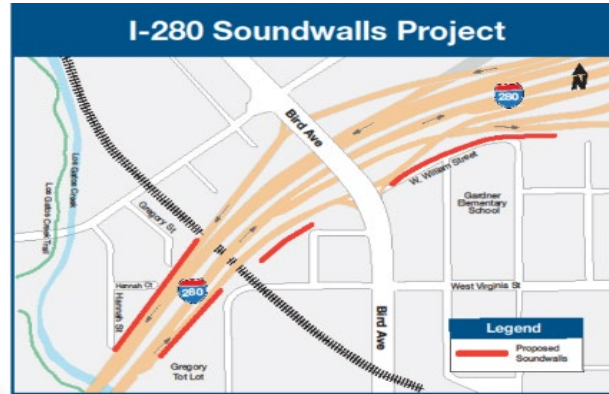 I-280 Soundwalls Project
N
280
Bird Ave
W. William Street
Gardner
Elementary
School
Los Gatos Creek
Los Gatos Creek Trail
Gregory St
Hannah Ct
Hannah St
280
West Virginia St
Bird Ave
Gregory
Tot Lot
Legend
Proposed
Soundwalls